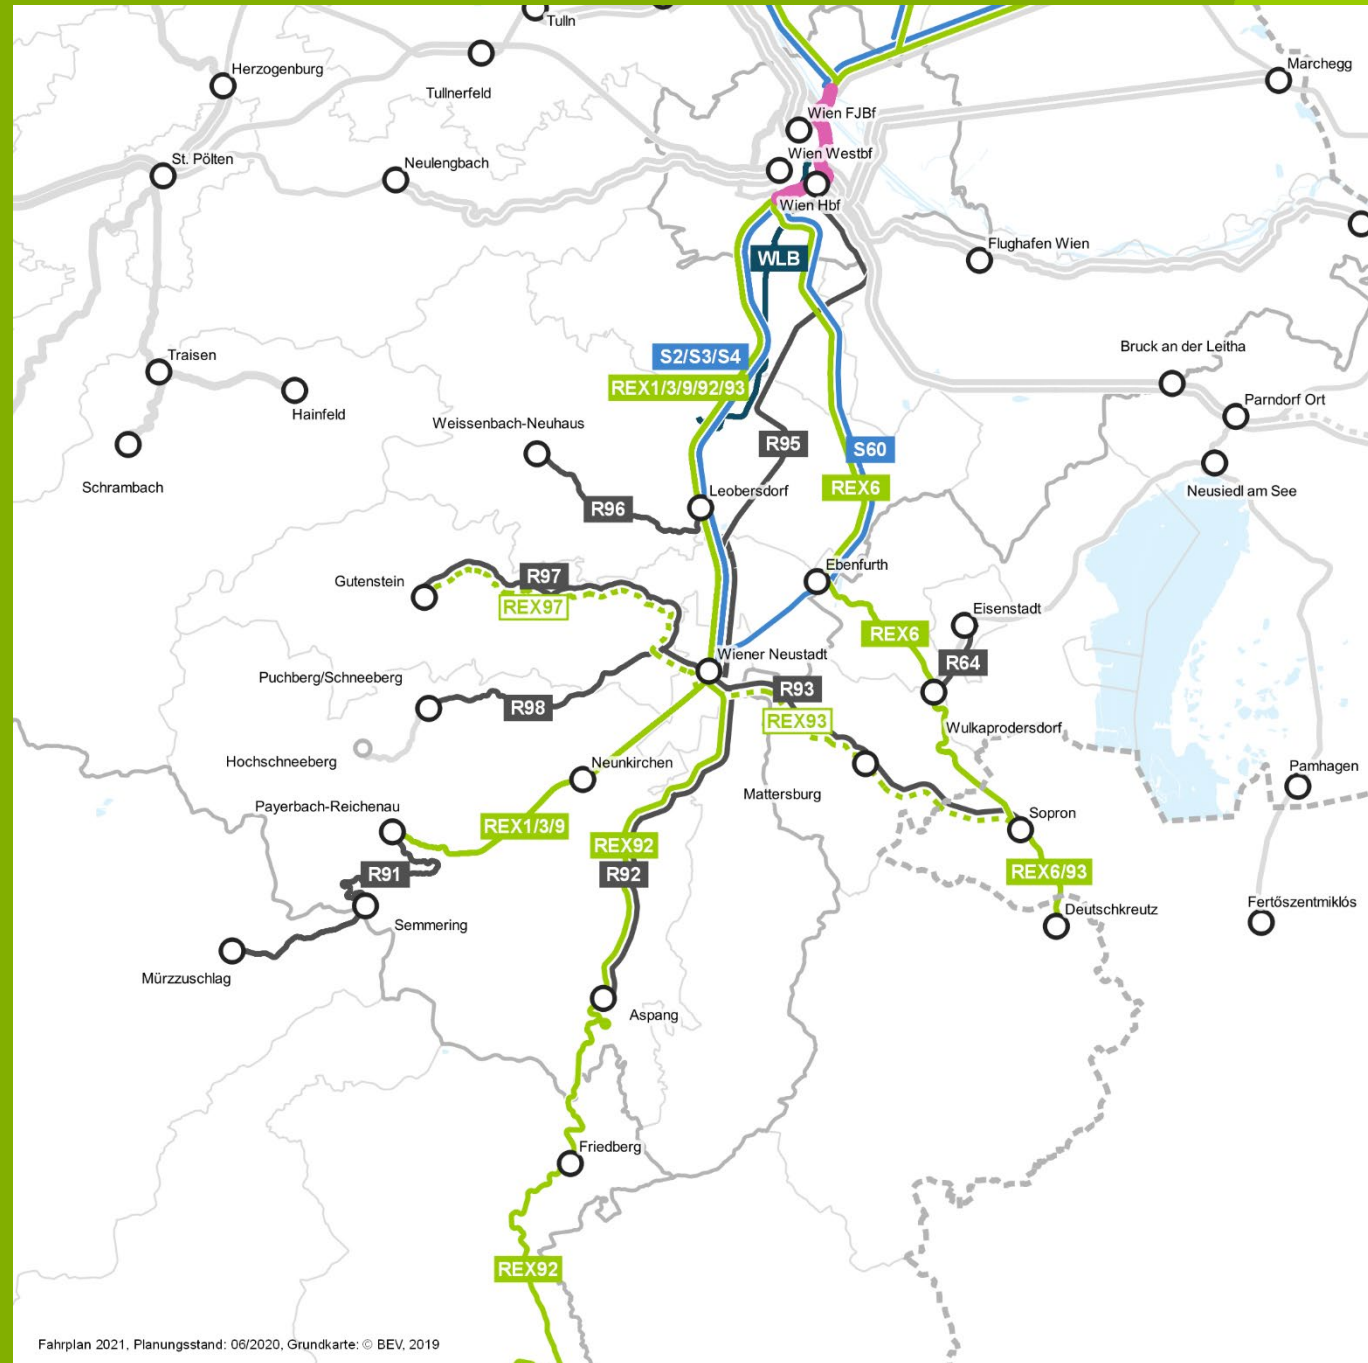 Tulln
Herzogenburg
Marchegg
Tullnerfeld
Wien FJBf
Wien Westbf
St. Pölten
Neulengbach
Wien Hbf
Flughafen Wien
WLB
S2/S3/S4
REX1/3/9/92/93
Bruck an der Leitha
Traisen
Hainfeld
Parndorf Ort
Weissenbach-Neuhaus
R95
S60
Schrambach
REX6
Neusiedl am See
Leobersdorf
R96
Ebenfurth
Gutenstein
R97
REX97
Eisenstadt
REX6
Wiener Neustadt
R64
Puchberg/Schneeberg
R93
R98
REX93
Wulkaprodersdorf
Hochschneeberg
Neunkirchen
Pamhagen
Mattersburg
Payerbach-Reichenau
Sopron
REX1/3/9
REX92
R91
R92
REX6/93
Fertőszentmiklós
Deutschkreutz
Semmering
Mürzzuschlag
Aspang
Friedberg
REX92
Fahrplan 2021, Planungsstand: 06/2020, Grundkarte: © BEV, 2019